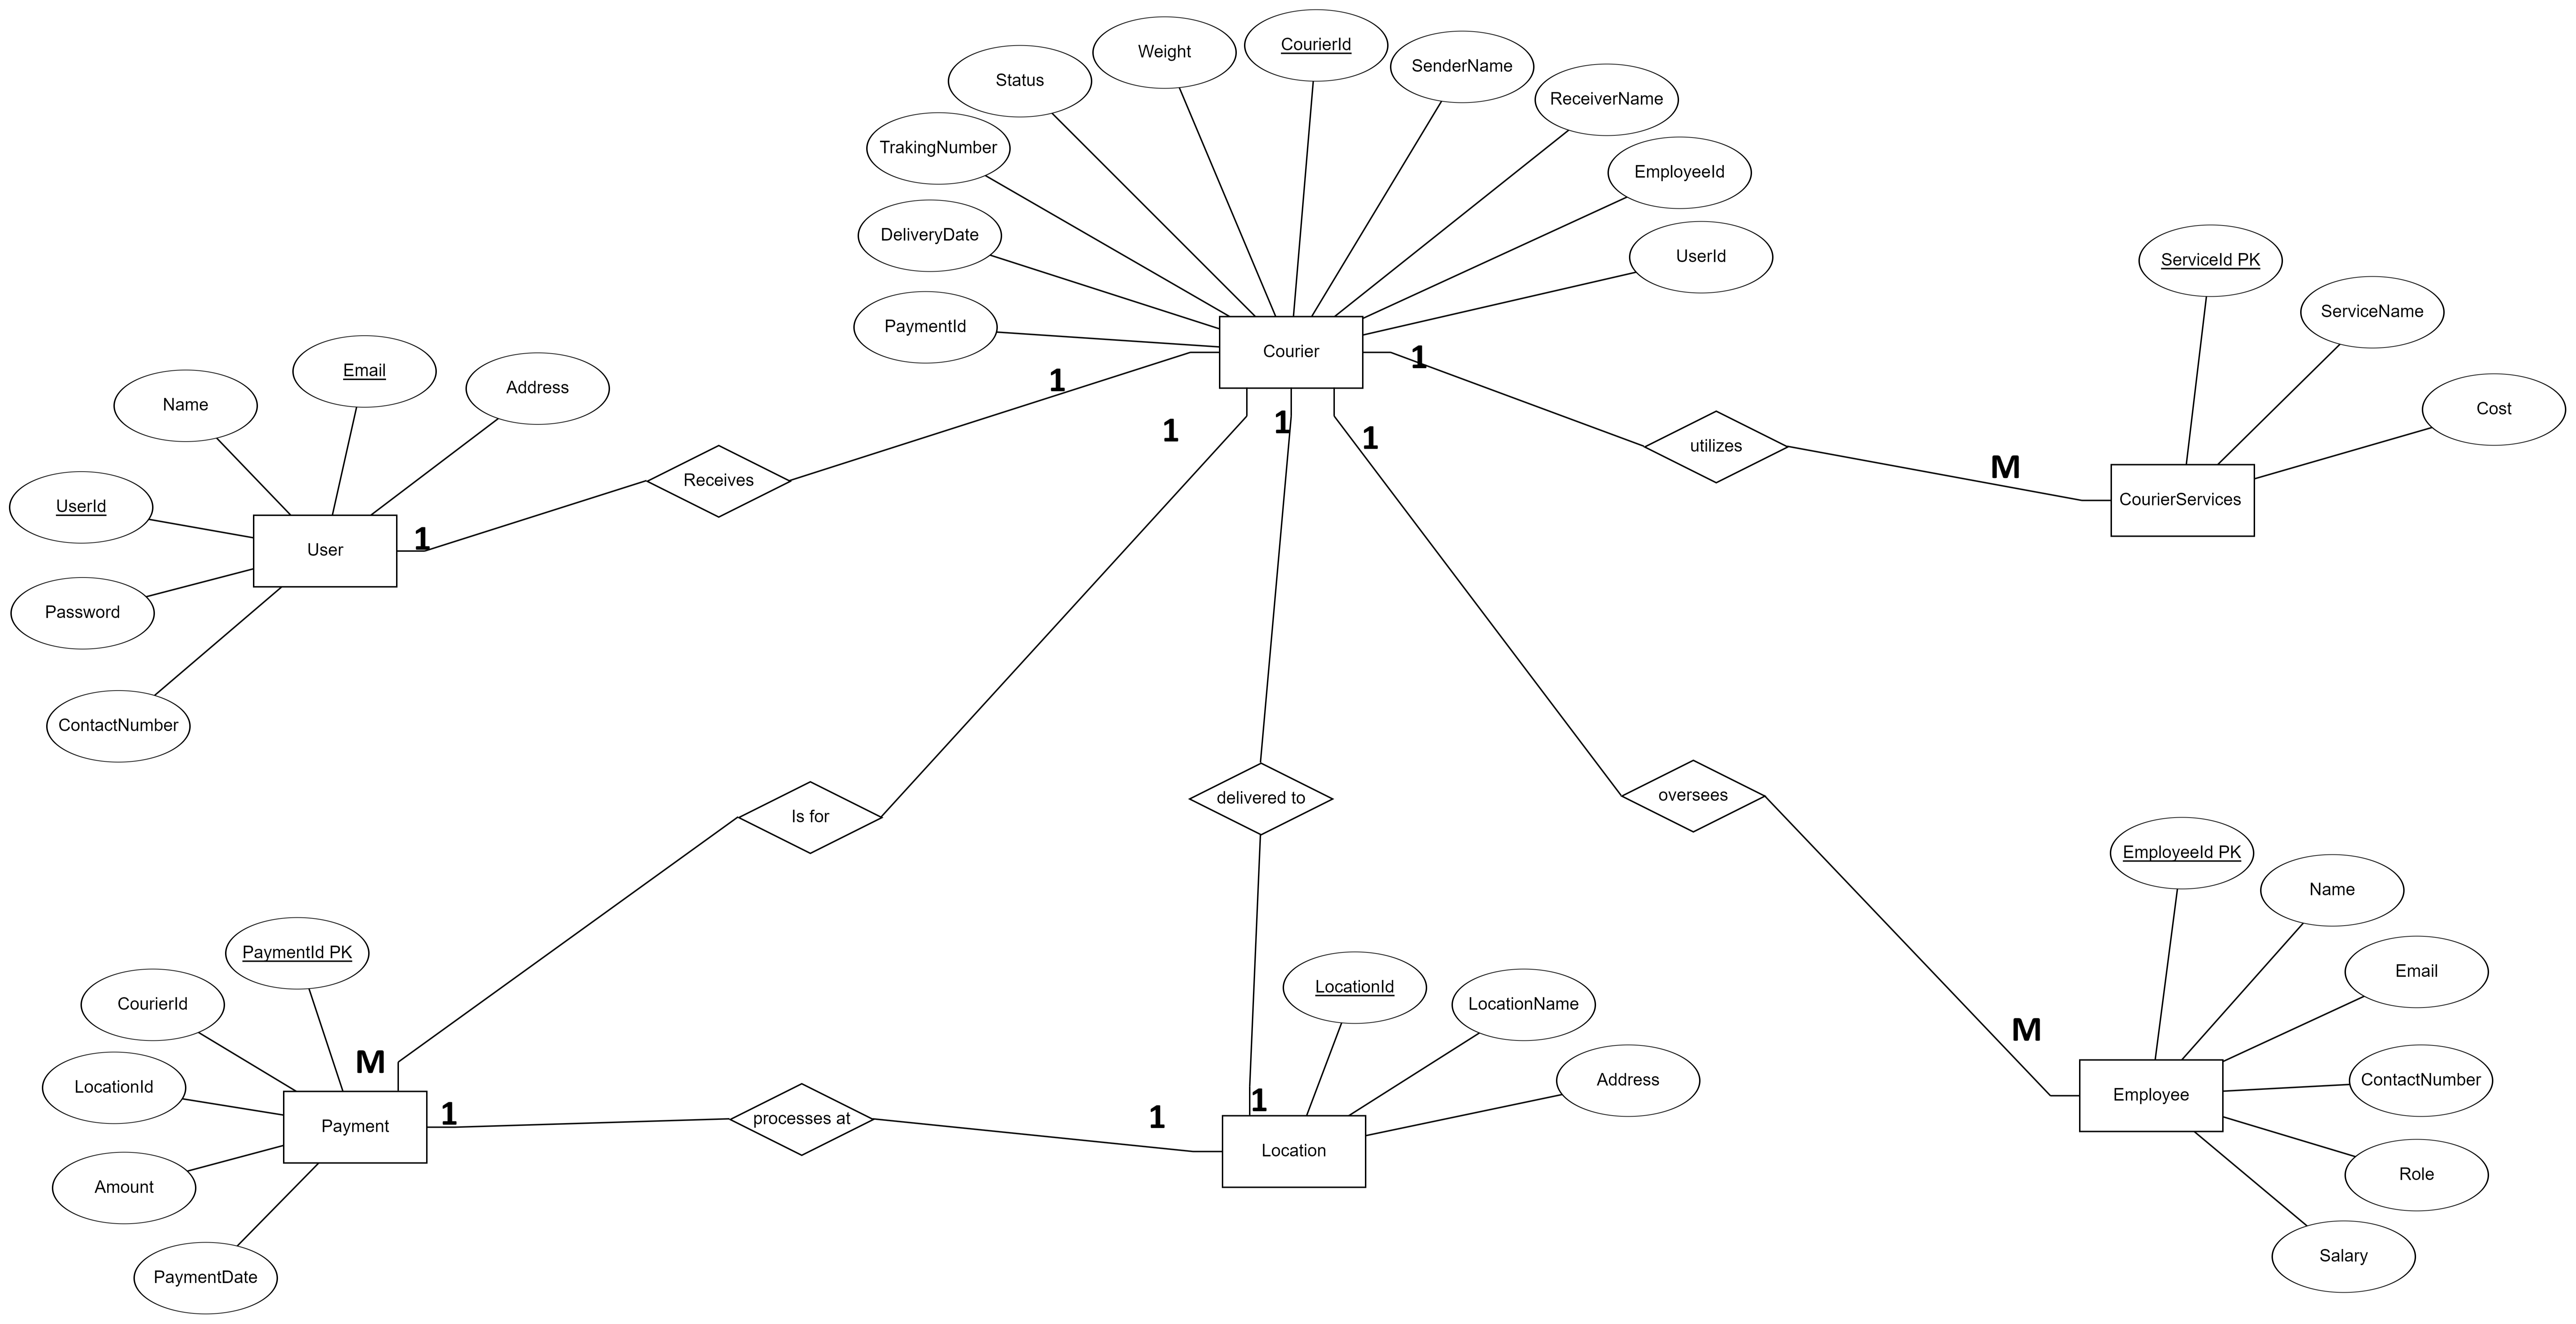 CourierId
Weight
SenderName
Status
ReceiverName
TrakingNumber
EmployeeId
DeliveryDate
UserId
PaymentId
Courier
ServiceId PK
ServiceName
Cost
CourierServices
1
utilizes
M
Email
Address
Name
UserId
User
Password
ContactNumber
1
Receives
1
1
1
1
Is for
delivered to
oversees
EmployeeId PK
Name
Email
ContactNumber
Role
Salary
Employee
M
PaymentId PK
CourierId
LocationId
Amount
PaymentDate
Payment
M
1
processes at
1
1
LocationId
LocationName
Address
Location